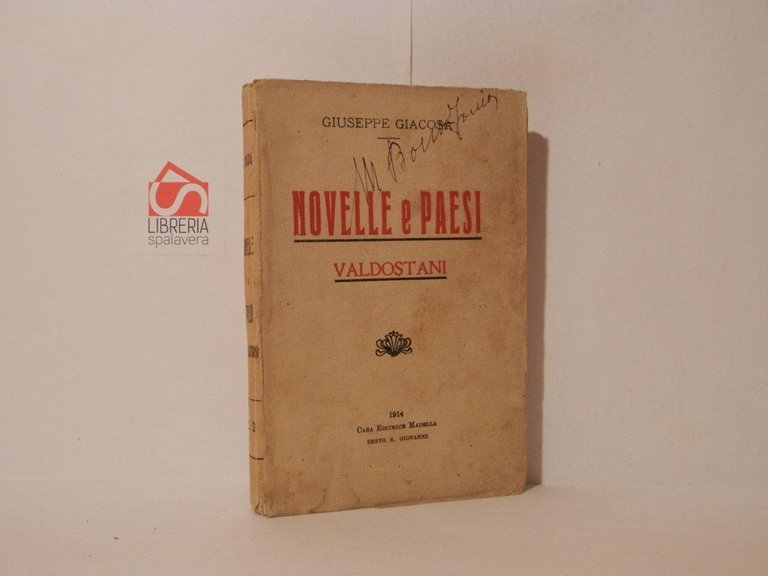 GIUSEPPE GIACOSA
NOVELLE e PAESI
VALDOSTANI
1914
CASA EDITRICE MADELLA
SESTO S. GIOVANNI
LIBRERIA
spalavera